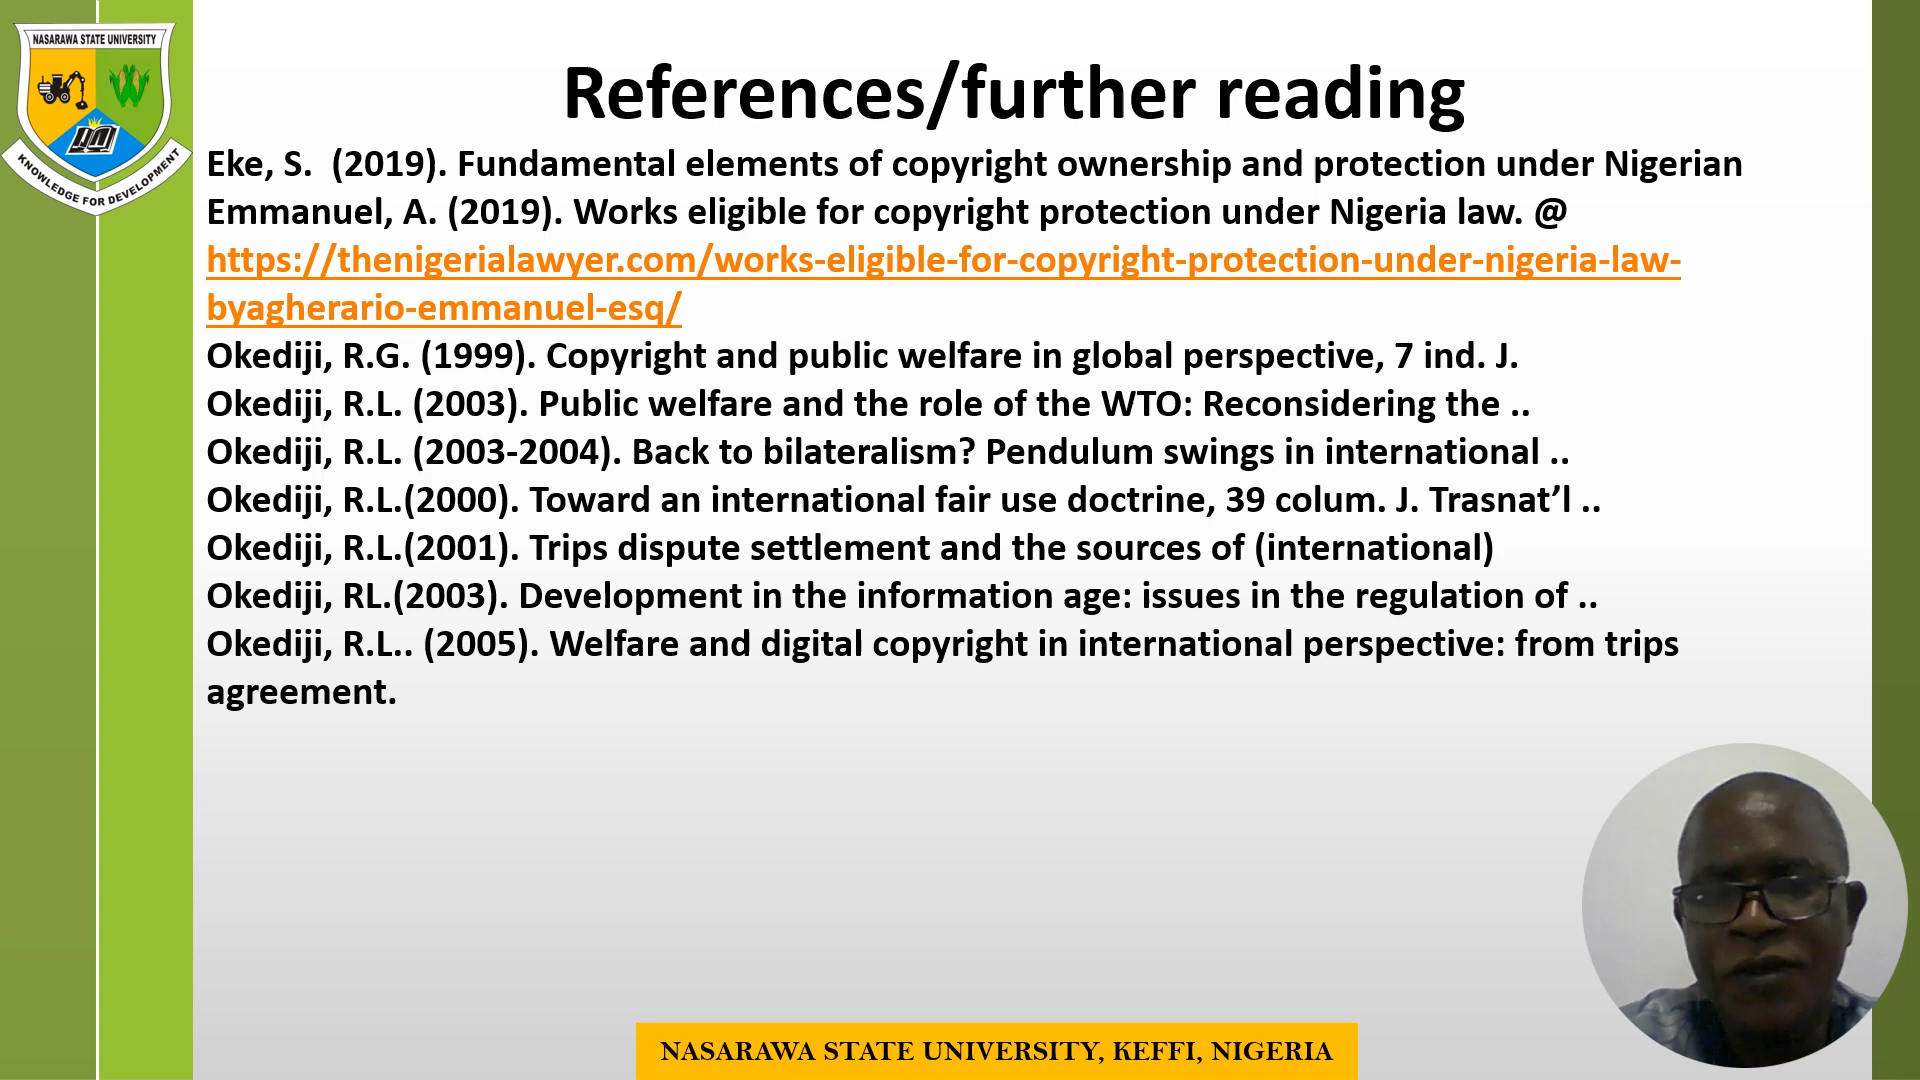 NASARAWA STATE UNIVERSITY
KNOWLEDGE FOR DEVELOPMENT
References/further reading
Eke, S.  (2019). Fundamental elements of copyright ownership and protection under Nigerian
Emmanuel, A. (2019). Works eligible for copyright protection under Nigeria law. @
https://thenigerialawyer.com/works-eligible-for-copyright-protection-under-nigeria-law-
byagherario-emmanuel-esq/
Okediji, R.G. (1999). Copyright and public welfare in global perspective, 7 ind. J.
Okediji, R.L. (2003). Public welfare and the role of the WTO: Reconsidering the ..
Okediji, R.L. (2003-2004). Back to bilateralism? Pendulum swings in international ..
Okediji, R.L.(2000). Toward an international fair use doctrine, 39 colum. J. Trasnat’l ..
Okediji, R.L.(2001). Trips dispute settlement and the sources of (international)
Okediji, RL.(2003). Development in the information age: issues in the regulation of ..
Okediji, R.L.. (2005). Welfare and digital copyright in international perspective: from trips
agreement.
NASARAWA STATE UNIVERSITY, KEFFI, NIGERIA